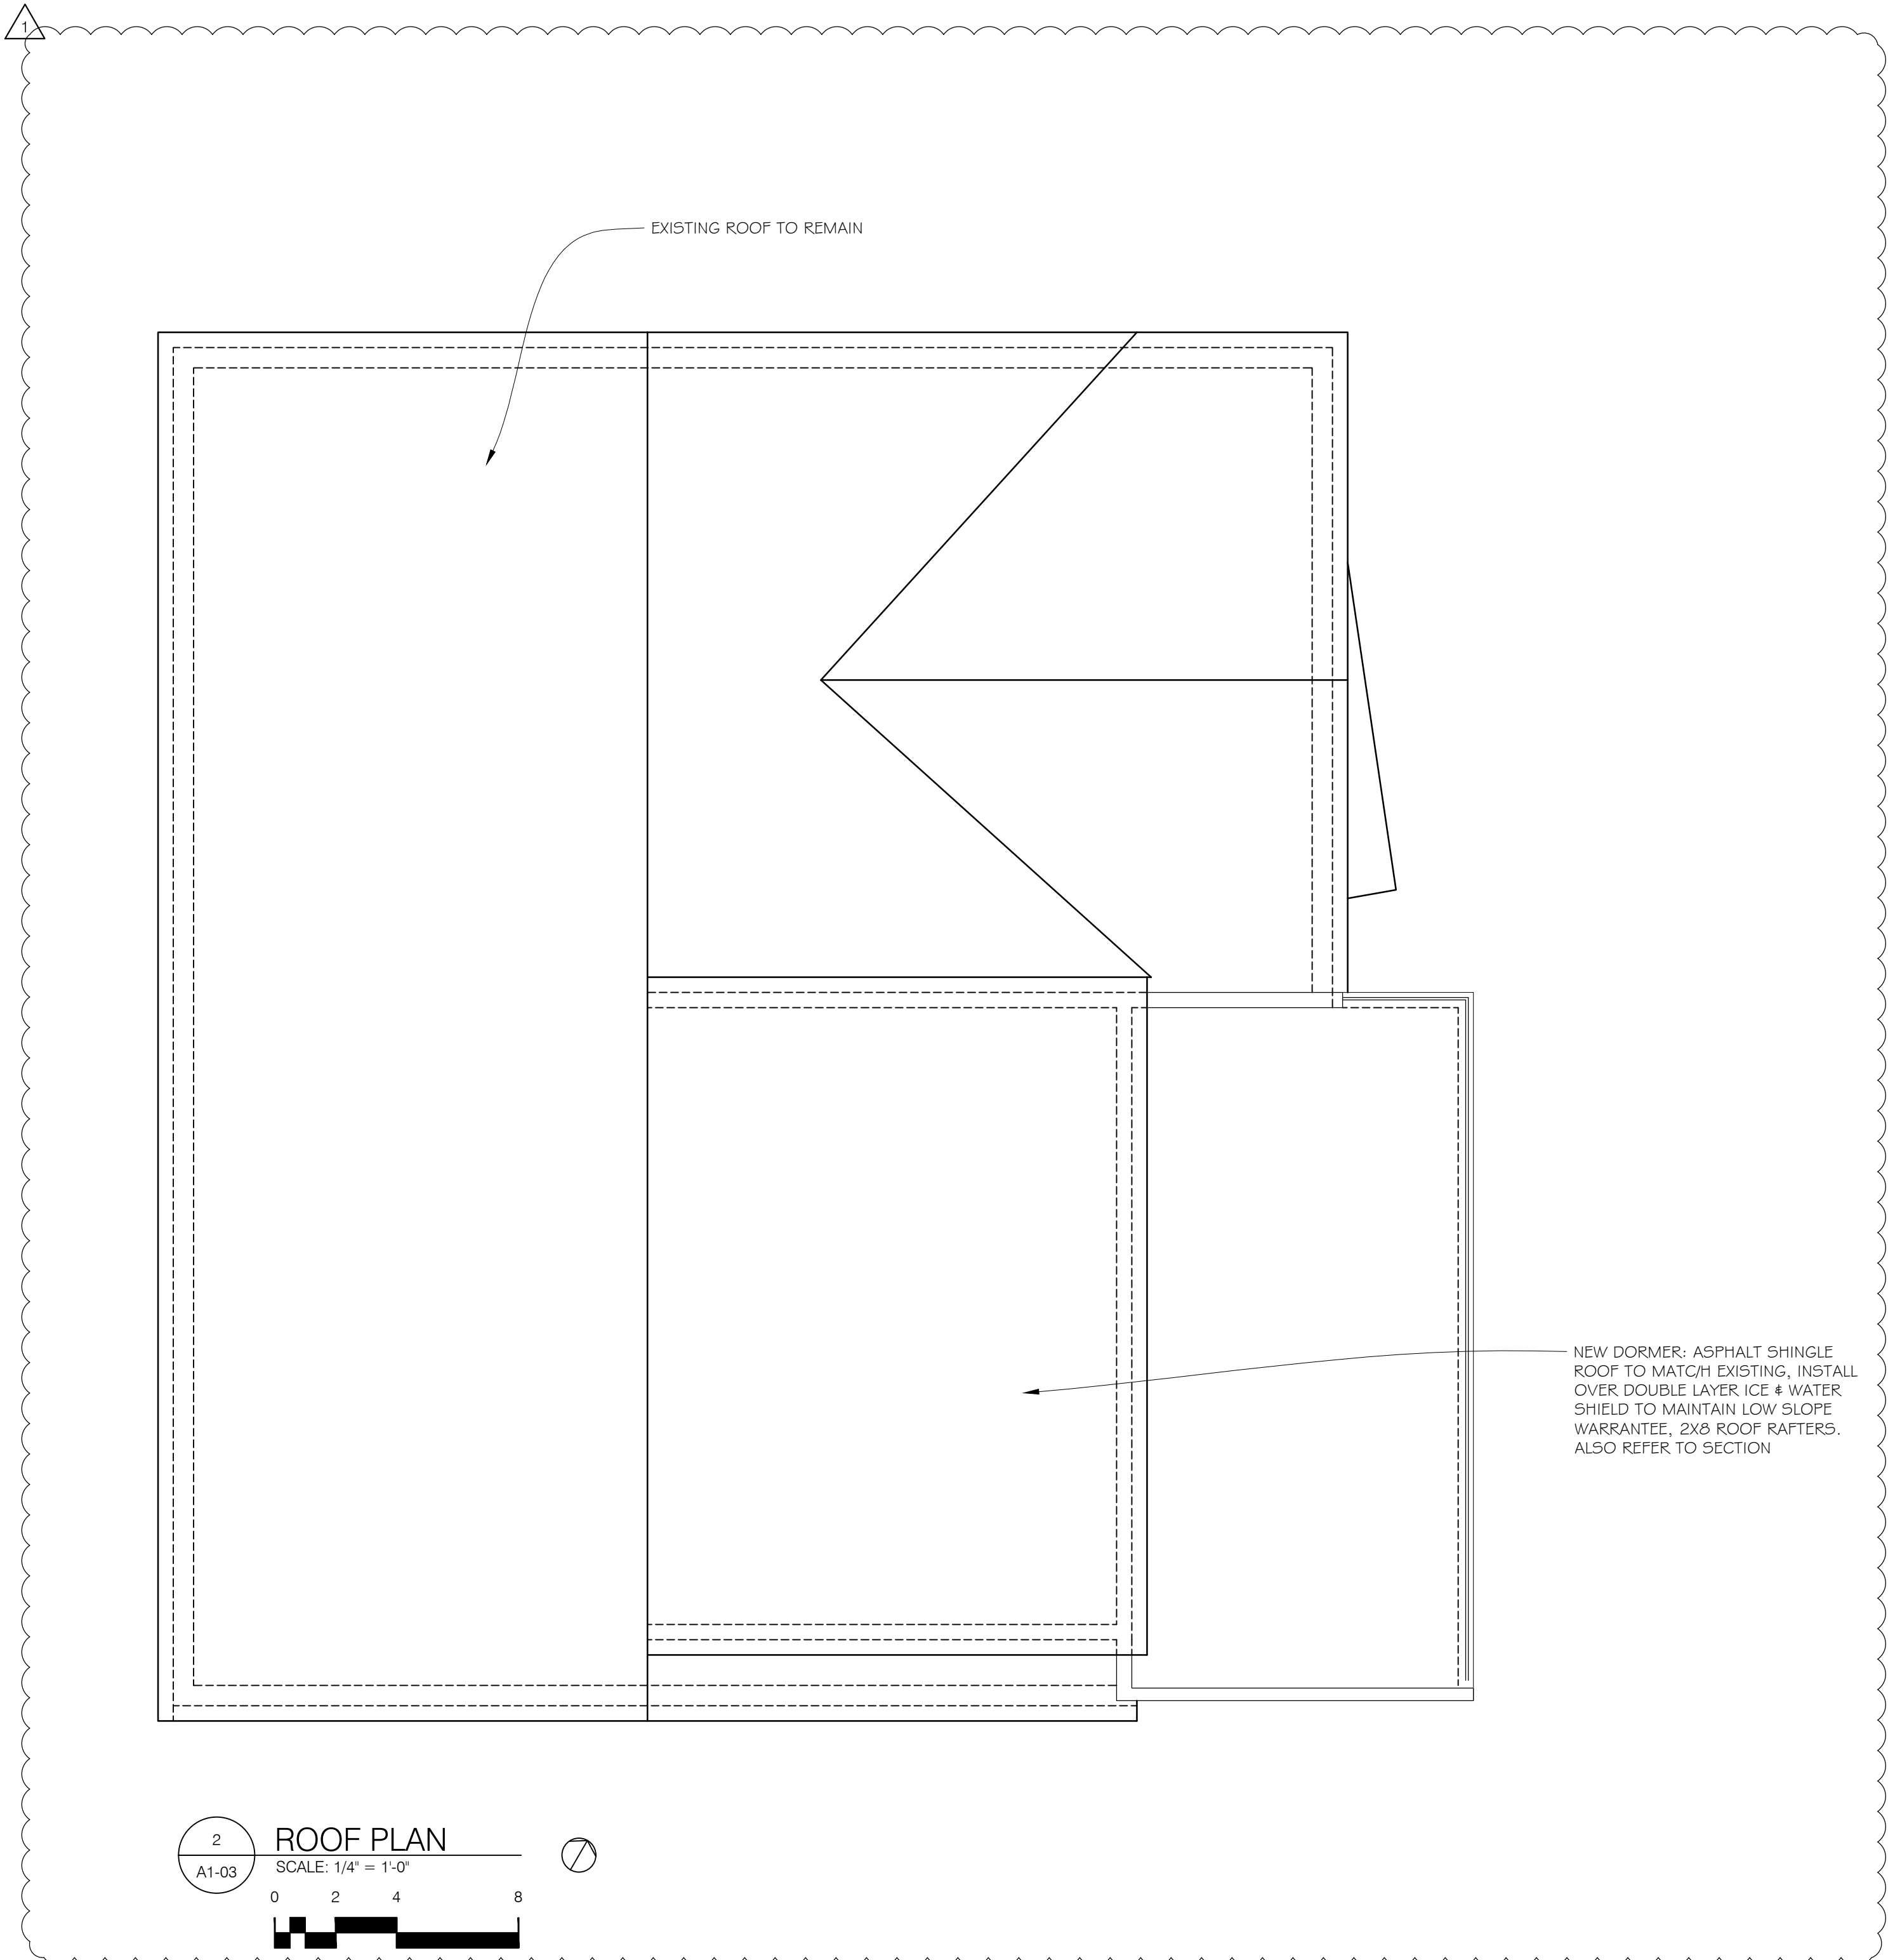 1
EXISTING ROOF TO REMAIN
NEW DORMER: ASPHALT SHINGLE
ROOF TO MATC/H EXISTING, INSTALL
OVER DOUBLE LAYER ICE & WATER
SHIELD TO MAINTAIN LOW SLOPE
WARRANTEE, 2X8 ROOF RAFTERS.
ALSO REFER TO SECTION
2
A1-03
ROOF PLAN
SCALE: 1/4" = 1'-0"
0 2 4 8